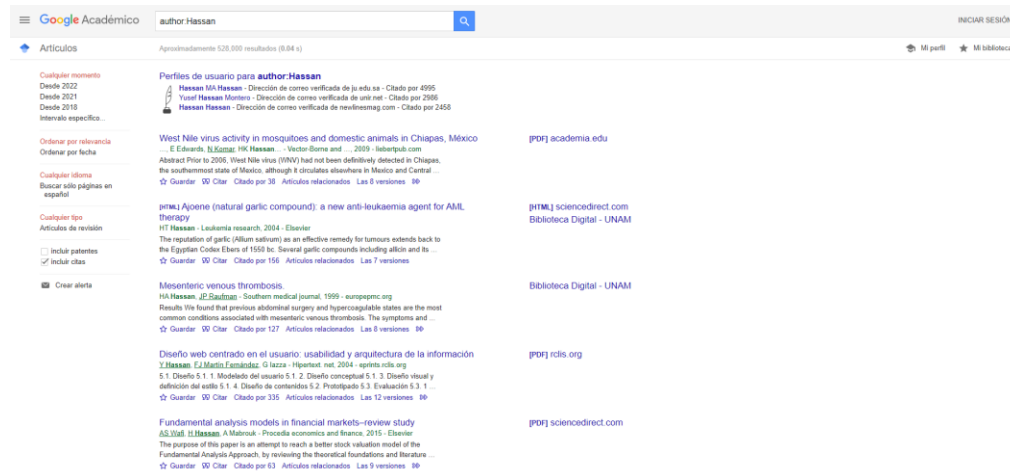 Google Académico
author:Hassan
INICIAR SESIÓN
Artículos
Aproximadamente 528,000 resultados (0.04 s)
Mi perfil
Mi biblioteca
Cualquier momento
Desde 2022
Desde 2021
Desde 2018
Intervalo específico...
Ordenar por relevancia
Ordenar por fecha
Cualquier idioma
Buscar sólo páginas en
español
Cualquier tipo
Artículos de revisión
incluir patentes
incluir citas
Crear alerta
Perfiles de usuario para author:Hassan
Hassan MA Hassan - Dirección de correo verificada de ju.edu.sa - Citado por 4995
Yusef Hassan Montero - Dirección de correo verificada de unir.net - Citado por 2986
Hassan Hassan - Dirección de correo verificada de newlinesmag.com - Citado por 2458
West Nile virus activity in mosquitoes and domestic animals in Chiapas, México
..., E Edwards, N Komar, HK Hassan... - Vector-Borne and ..., 2009 - liebertpub.com
Abstract Prior to 2006, West Nile virus (WNV) had not been definitively detected in Chiapas,
the southernmost state of Mexico, although it circulates elsewhere in Mexico and Central ...
Guardar Citar Citado por 38 Artículos relacionados Las 8 versiones
[PDF] academia.edu
[HTML] Ajoene (natural garlic compound): a new anti-leukaemia agent for AML
therapy
HT Hassan - Leukemia research, 2004 - Elsevier
The reputation of garlic (Allium sativum) as an effective remedy for tumours extends back to
the Egyptian Codex Ebers of 1550 bc. Several garlic compounds including allicin and its ...
Guardar Citar Citado por 156 Artículos relacionados Las 7 versiones
[HTML] sciencedirect.com
Biblioteca Digital - UNAM
Mesenteric venous thrombosis.
HA Hassan, JP Raufman - Southern medical journal, 1999 - europepmc.org
Results We found that previous abdominal surgery and hypercoagulable states are the most
common conditions associated with mesenteric venous thrombosis. The symptoms and ...
Guardar Citar Citado por 127 Artículos relacionados Las 8 versiones
Biblioteca Digital - UNAM
Diseño web centrado en el usuario: usabilidad y arquitectura de la información
Y Hassan, FJ Martín Fernández, G Iazza - Hipertext. net, 2004 - eprints.rclis.org
5.1. Diseño 5.1. 1. Modelado del usuario 5.1. 2. Diseño conceptual 5.1. 3. Diseño visual y
definición del estilo 5.1. 4. Diseño de contenidos 5.2. Prototipado 5.3. Evaluación 5.3. 1 ...
Guardar Citar Citado por 335 Artículos relacionados Las 12 versiones
[PDF] rclis.org
Fundamental analysis models in financial markets–review study
AS Wafi, H Hassan, A Mabrouk - Procedia economics and finance, 2015 - Elsevier
The purpose of this paper is an attempt to reach a better stock valuation model of the
Fundamental Analysis Approach, by reviewing the theoretical foundations and literature ...
Guardar Citar Citado por 63 Artículos relacionados Las 9 versiones
[PDF] sciencedirect.com